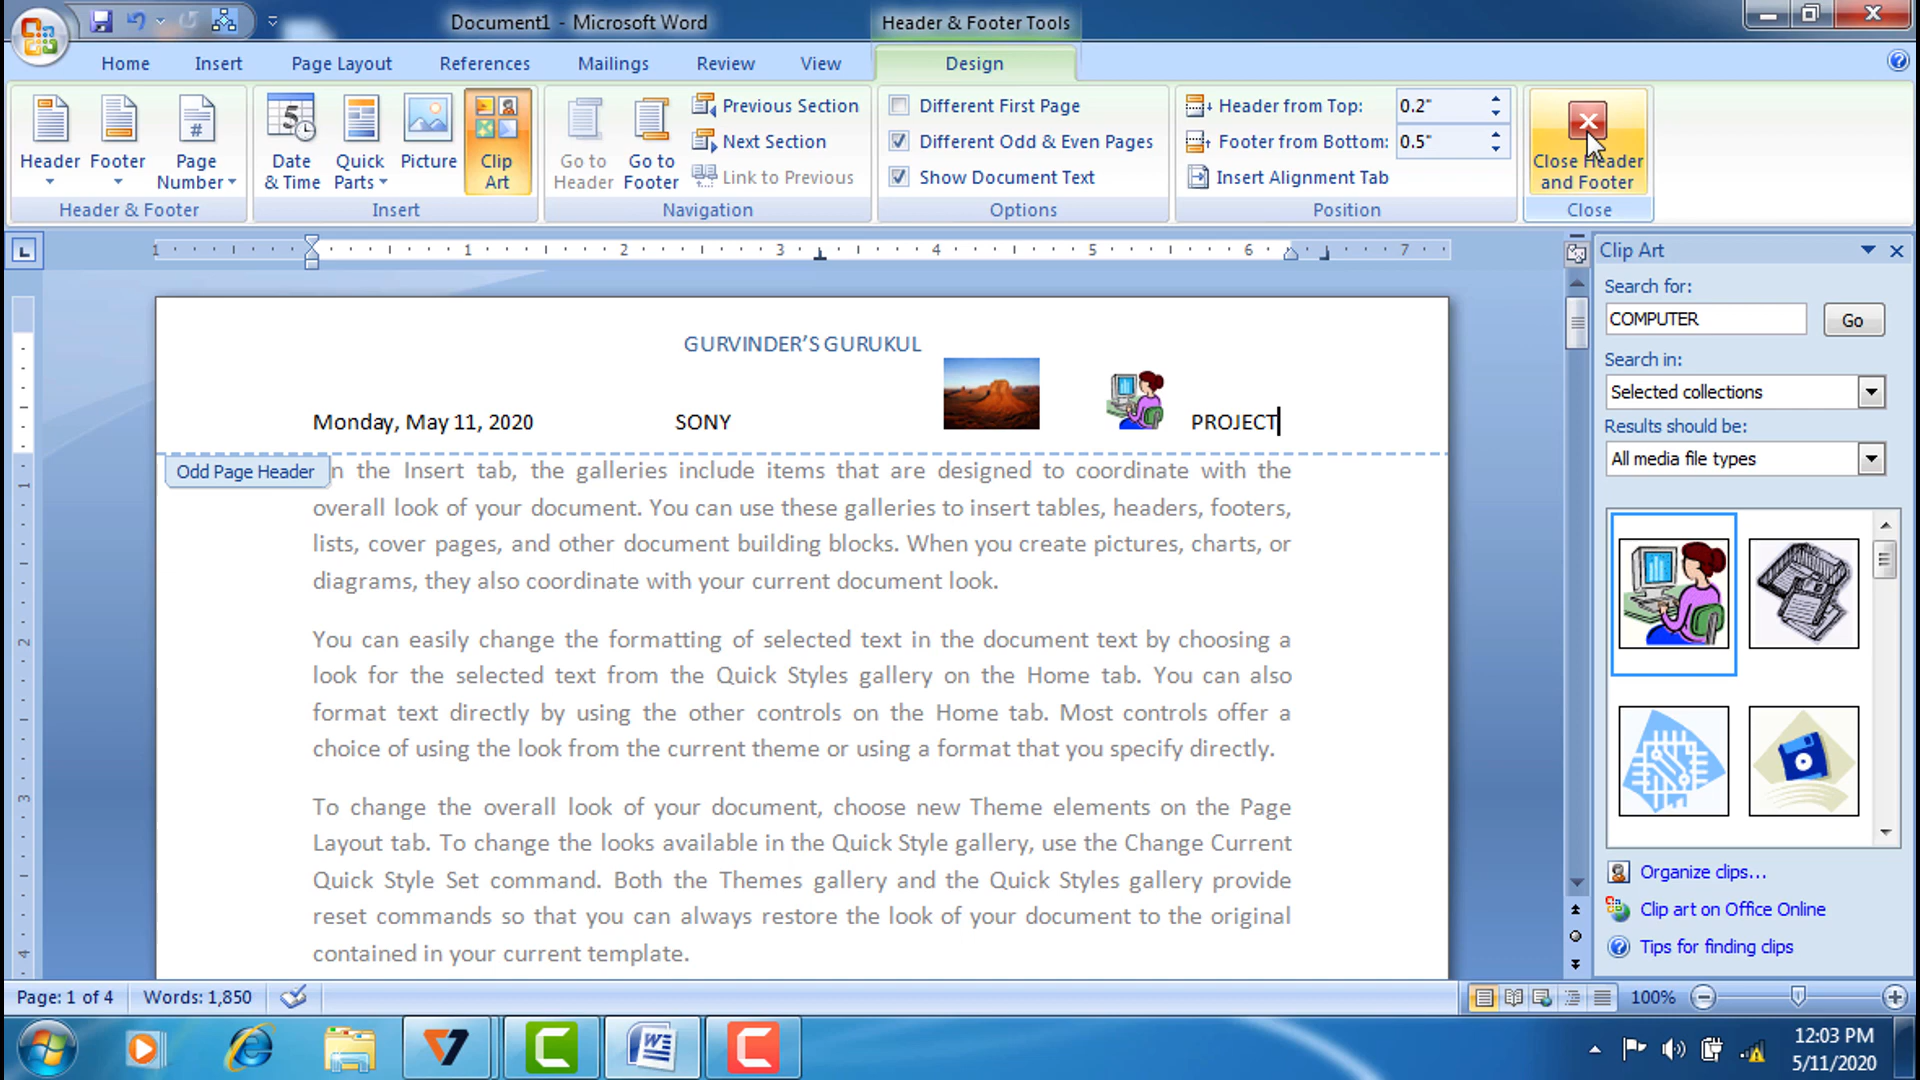 Document1 - Microsoft Word
Header & Footer Tools
Home Insert Page Layout References Mailings Review View Design
Header
Footer
Page Number
Header & Footer
Date & Time
Quick Parts
Picture
Clip Art
Insert
Go to Header
Go to Footer
Previous Section
Next Section
Link to Previous
Navigation
Different First Page
Different Odd & Even Pages
Show Document Text
Options
Header from Top: 0.2"
Footer from Bottom: 0.5"
Insert Alignment Tab
Position
Close Header and Footer
Close
L
1 1 2 3 4 5 6 7
GURVINDER'S GURUKUL
Monday, May 11, 2020 SONY PROJECT
Odd Page Header
n the Insert tab, the galleries include items that are designed to coordinate with the
overall look of your document. You can use these galleries to insert tables, headers, footers,
lists, cover pages, and other document building blocks. When you create pictures, charts, or
diagrams, they also coordinate with your current document look.
You can easily change the formatting of selected text in the document text by choosing a
look for the selected text from the Quick Styles gallery on the Home tab. You can also
format text directly by using the other controls on the Home tab. Most controls offer a
choice of using the look from the current theme or using a format that you specify directly.
To change the overall look of your document, choose new Theme elements on the Page
Layout tab. To change the looks available in the Quick Style gallery, use the Change Current
Quick Style Set command. Both the Themes gallery and the Quick Styles gallery provide
reset commands so that you can always restore the look of your document to the original
contained in your current template.
1
2
3
4
Clip Art
Search for:
COMPUTER Go
Search in:
Selected collections
Results should be:
All media file types
Organize clips...
Clip art on Office Online
Tips for finding clips
Page: 1 of 4 Words: 1,850 100%
12:03 PM
5/11/2020